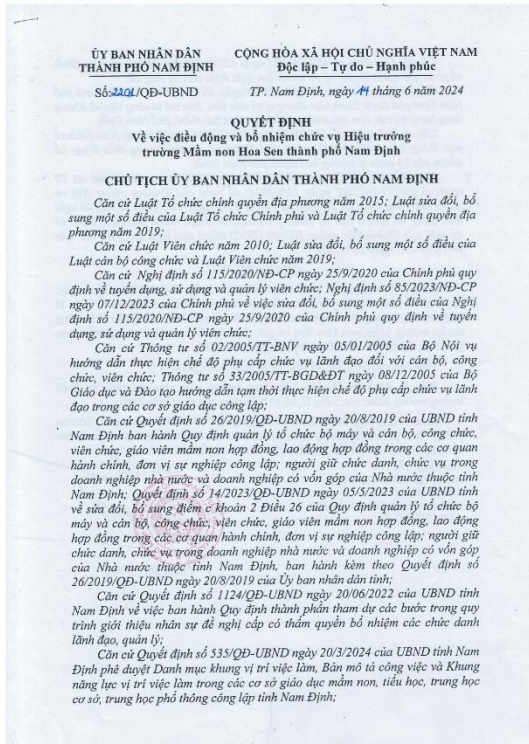 ỦY BAN NHÂN DÂN
THÀNH PHỐ NAM ĐỊNH
CỘNG HÒA XÃ HỘI CHỦ NGHĨA VIỆT NAM
Độc lập – Tự do – Hạnh phúc
Số: 2201/QĐ-UBND
TP. Nam Định, ngày 14 tháng 6 năm 2024
QUYẾT ĐỊNH
Về việc điều động và bổ nhiệm chức vụ Hiệu trưởng
trường Mầm non Hoa Sen thành phố Nam Định
CHỦ TỊCH ỦY BAN NHÂN DÂN THÀNH PHỐ NAM ĐỊNH
Căn cứ Luật Tổ chức chính quyền địa phương năm 2015; Luật sửa đổi, bổ
sung một số điều của Luật Tổ chức Chính phủ và Luật Tổ chức chính quyền địa
phương năm 2019;
Căn cứ Luật Viên chức năm 2010; Luật sửa đổi, bổ sung một số điều của
Luật cán bộ công chức và Luật Viên chức năm 2019;
Căn cứ Nghị định số 115/2020/NĐ-CP ngày 25/9/2020 của Chính phủ quy
định về tuyển dụng, sử dụng và quản lý viên chức; Nghị định số 85/2023/NĐ-CP
ngày 07/12/2023 của Chính phủ về việc sửa đổi, bổ sung một số điều của Nghị
định số 115/2020/NĐ-CP ngày 25/9/2020 của Chính phủ quy định về tuyển
dụng, sử dụng và quản lý viên chức;
Căn cứ Thông tư số 02/2005/TT-BNV ngày 05/01/2005 của Bộ Nội vụ
hướng dẫn thực hiện chế độ phụ cấp chức vụ lãnh đạo đối với cán bộ, công
chức, viên chức; Thông tư số 33/2005/TT-BGD&ĐT ngày 08/12/2005 của Bộ
Giáo dục và Đào tạo hướng dẫn tạm thời thực hiện chế độ phụ cấp chức vụ lãnh
đạo trong các cơ sở giáo dục công lập;
Căn cứ Quyết định số 26/2019/QĐ-UBND ngày 20/8/2019 của UBND tỉnh
Nam Định ban hành Quy định quản lý tổ chức bộ máy và cán bộ, công chức,
viên chức, giáo viên mầm non hợp đồng, lao động hợp đồng trong các cơ quan
hành chính, đơn vị sự nghiệp công lập; người giữ chức danh, chức vụ trong
doanh nghiệp nhà nước và doanh nghiệp có vốn góp của Nhà nước thuộc tỉnh
Nam Định; Quyết định số 14/2023/QĐ-UBND ngày 05/5/2023 của UBND tỉnh
về sửa đổi, bổ sung điểm c khoản 2 Điều 26 của Quy định quản lý tổ chức bộ
máy và cán bộ, công chức, viên chức, giáo viên mầm non hợp đồng, lao động
hợp đồng trong các cơ quan hành chính, đơn vị sự nghiệp công lập; người giữ
chức danh, chức vụ trong doanh nghiệp nhà nước và doanh nghiệp có vốn góp
của Nhà nước thuộc tỉnh Nam Định, ban hành kèm theo Quyết định số
26/2019/QĐ-UBND ngày 20/8/2019 của Ủy ban nhân dân tỉnh;
Căn cứ Quyết định số 1124/QĐ-UBND ngày 20/06/2022 của UBND tỉnh
Nam Định về việc ban hành Quy định thành phần tham dự các bước trong quy
trình giới thiệu nhân sự đề nghị cấp có thẩm quyền bổ nhiệm các chức danh
lãnh đạo, quản lý;
Căn cứ Quyết định số 535/QĐ-UBND ngày 20/3/2024 của UBND tỉnh Nam
Định phê duyệt Danh mục khung vị trí việc làm, Bản mô tả công việc và Khung
năng lực vị trí việc làm trong các cơ sở giáo dục mầm non, tiểu học, trung học
cơ sở, trung học phổ thông công lập tỉnh Nam Định;